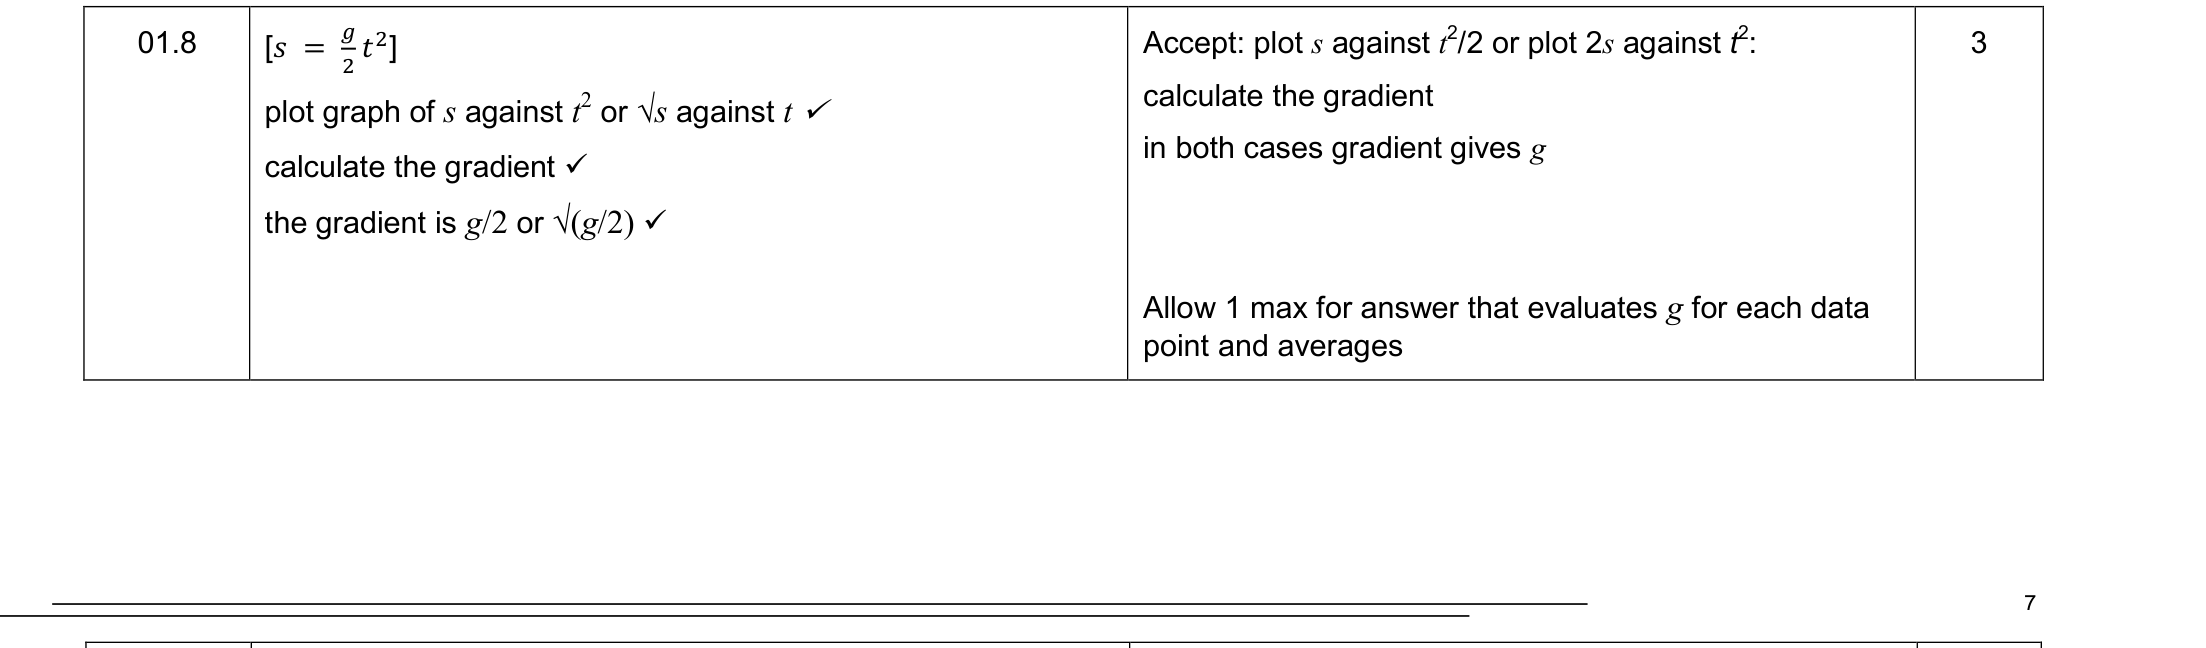 01.8
[s = g/2 t²]
plot graph of s against t² or √s against t ✓
calculate the gradient ✓
the gradient is g/2 or √(g/2) ✓
Accept: plot s against t²/2 or plot 2s against t²:
calculate the gradient
in both cases gradient gives g
Allow 1 max for answer that evaluates g for each data
point and averages
3
7